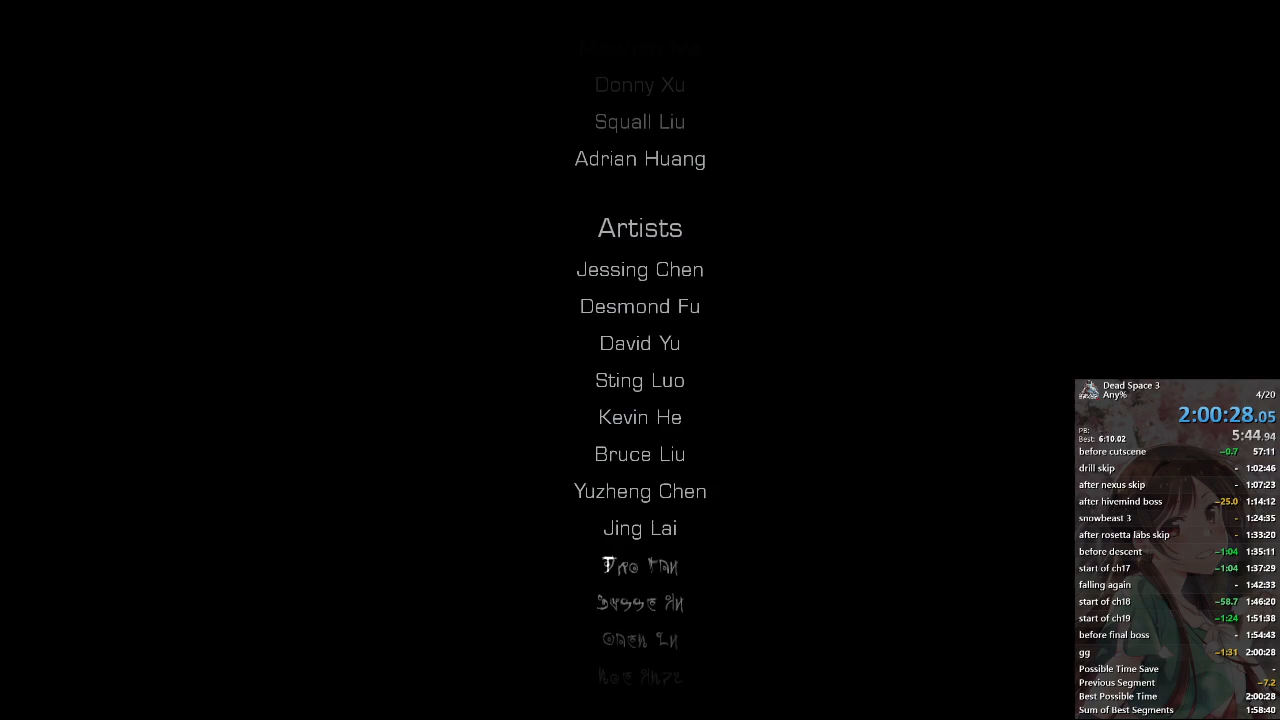 Donny Xu
Squall Liu
Adrian Huang
Artists
Jessing Chen
Desmond Fu
David Yu
Sting Luo
Kevin He
Bruce Liu
Yuzheng Chen
Jing Lai
Dead Space 3
Any% 4/20
2:00:28.05
PB:
5:44.94
Best: 6:10.02
before cutscene −0.7 57:11
drill skip - 1:02:46
after nexus skip - 1:07:23
after hivemind boss −25.0 1:14:12
snowbeast 3 - 1:24:35
after rosetta labs skip - 1:33:20
before descent −1:04 1:35:11
start of ch17 −1:04 1:37:29
falling again - 1:42:33
start of ch18 −58.7 1:46:20
start of ch19 −1:24 1:51:38
before final boss - 1:54:43
gg −1:31 2:00:28
Possible Time Save -
Previous Segment −7.2
Best Possible Time 2:00:28
Sum of Best Segments 1:58:40